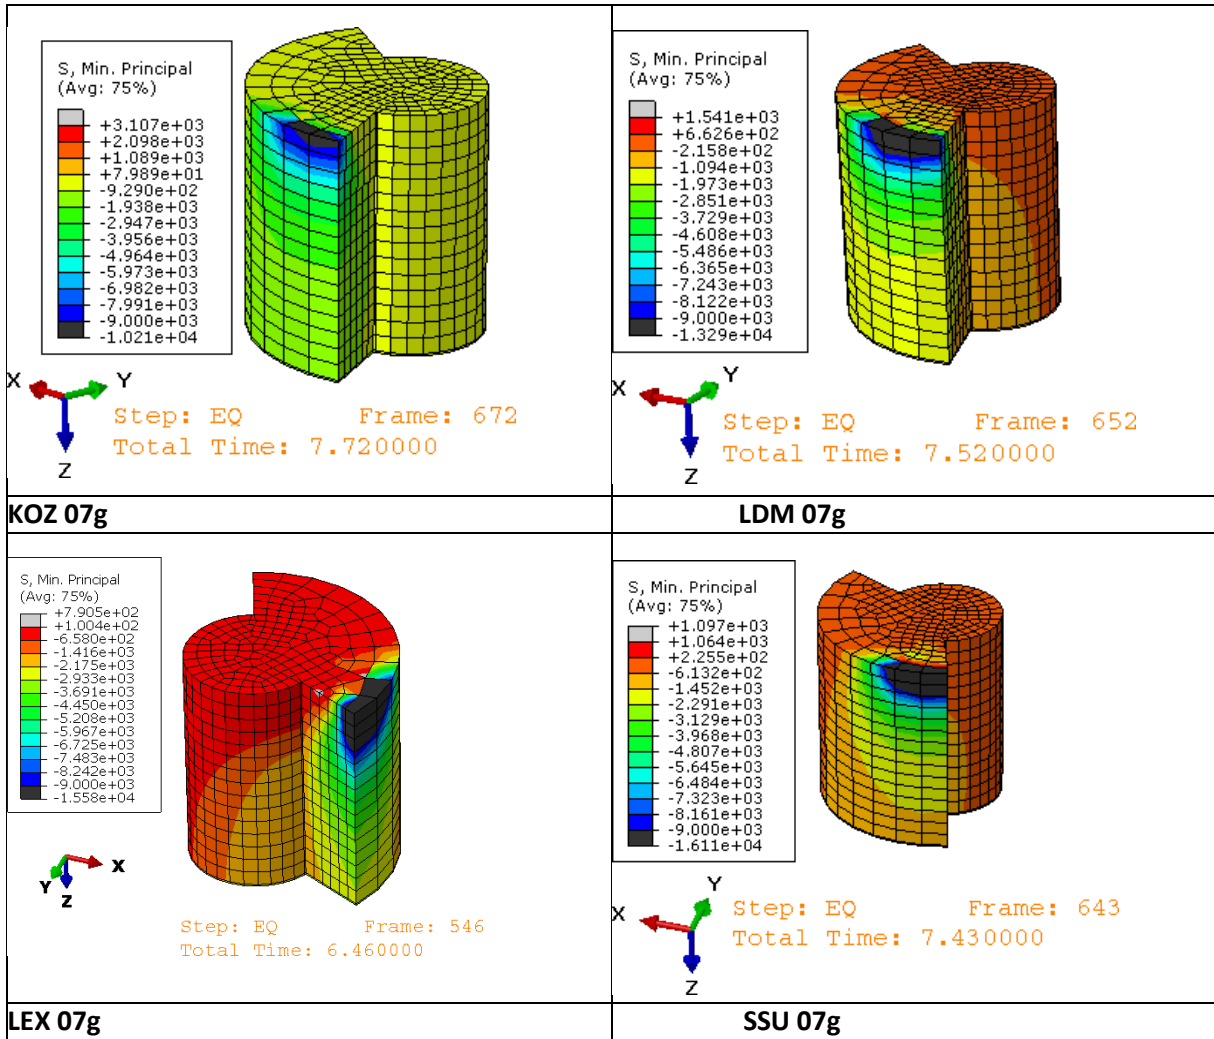 S, Min. Principal
(Avg: 75%)
+3.107e+03
+2.098e+03
+1.089e+03
+7.989e+01
-9.290e+02
-1.938e+03
-2.947e+03
-3.956e+03
-4.964e+03
-5.973e+03
-6.982e+03
-7.991e+03
-9.000e+03
-1.021e+04
X Y
Z
Step: EQ Frame: 672
Total Time: 7.720000
KOZ 07g
S, Min. Principal
(Avg: 75%)
+1.541e+03
+6.626e+02
-2.158e+02
-1.094e+03
-1.973e+03
-2.851e+03
-3.729e+03
-4.608e+03
-5.486e+03
-6.365e+03
-7.243e+03
-8.122e+03
-9.000e+03
-1.329e+04
X Y
Z
Step: EQ Frame: 652
Total Time: 7.520000
LDM 07g
S, Min. Principal
(Avg: 75%)
+7.905e+02
+1.004e+02
-6.580e+02
-1.416e+03
-2.175e+03
-2.933e+03
-3.691e+03
-4.450e+03
-5.208e+03
-5.967e+03
-6.725e+03
-7.483e+03
-8.242e+03
-9.000e+03
-1.558e+04
Y X
Z
Step: EQ Frame: 546
Total Time: 6.460000
LEX 07g
S, Min. Principal
(Avg: 75%)
+1.097e+03
+1.064e+03
+2.255e+02
-6.132e+02
-1.452e+03
-2.291e+03
-3.129e+03
-3.968e+03
-4.807e+03
-5.645e+03
-6.484e+03
-7.323e+03
-8.161e+03
-9.000e+03
-1.611e+04
X Y
Z
Step: EQ Frame: 643
Total Time: 7.430000
SSU 07g